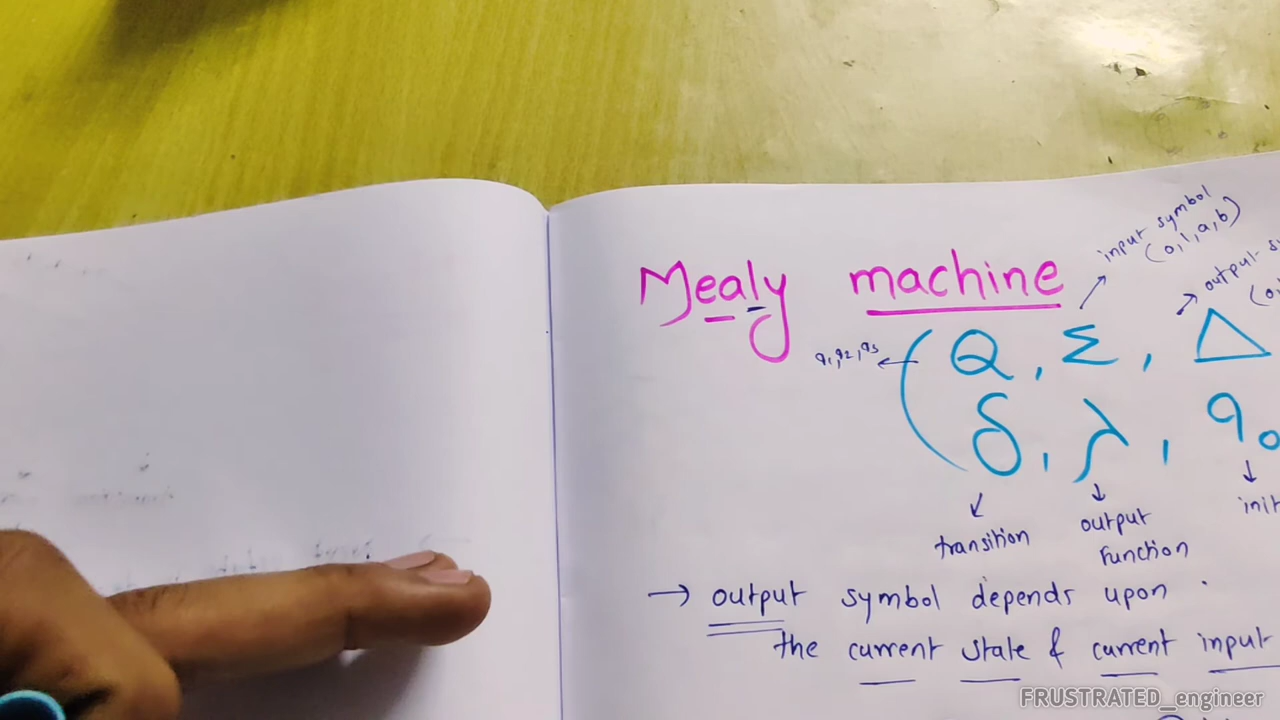 input symbol
(0,1,a,b)
Mealy machine
output
q1,q2,q3
(Q, Σ, Δ
δ, λ, q0
transition
output
function
→ output symbol depends upon
the current state & current input
FRUSTRATED_engineer